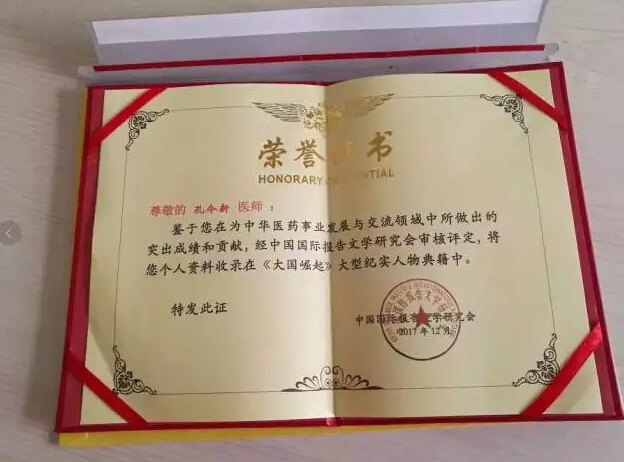 荣誉证书
HONORARY CREDENTIAL
尊敬的 孔令新 医师：
鉴于您在为中华医药事业发展与交流领域中所做出的
突出成绩和贡献，经中国国际报告文学研究会审核评定，将
您个人资料收录在《大国崛起》大型纪实人物典籍中。
特发此证
中国国际报告文学研究会
2017年12月